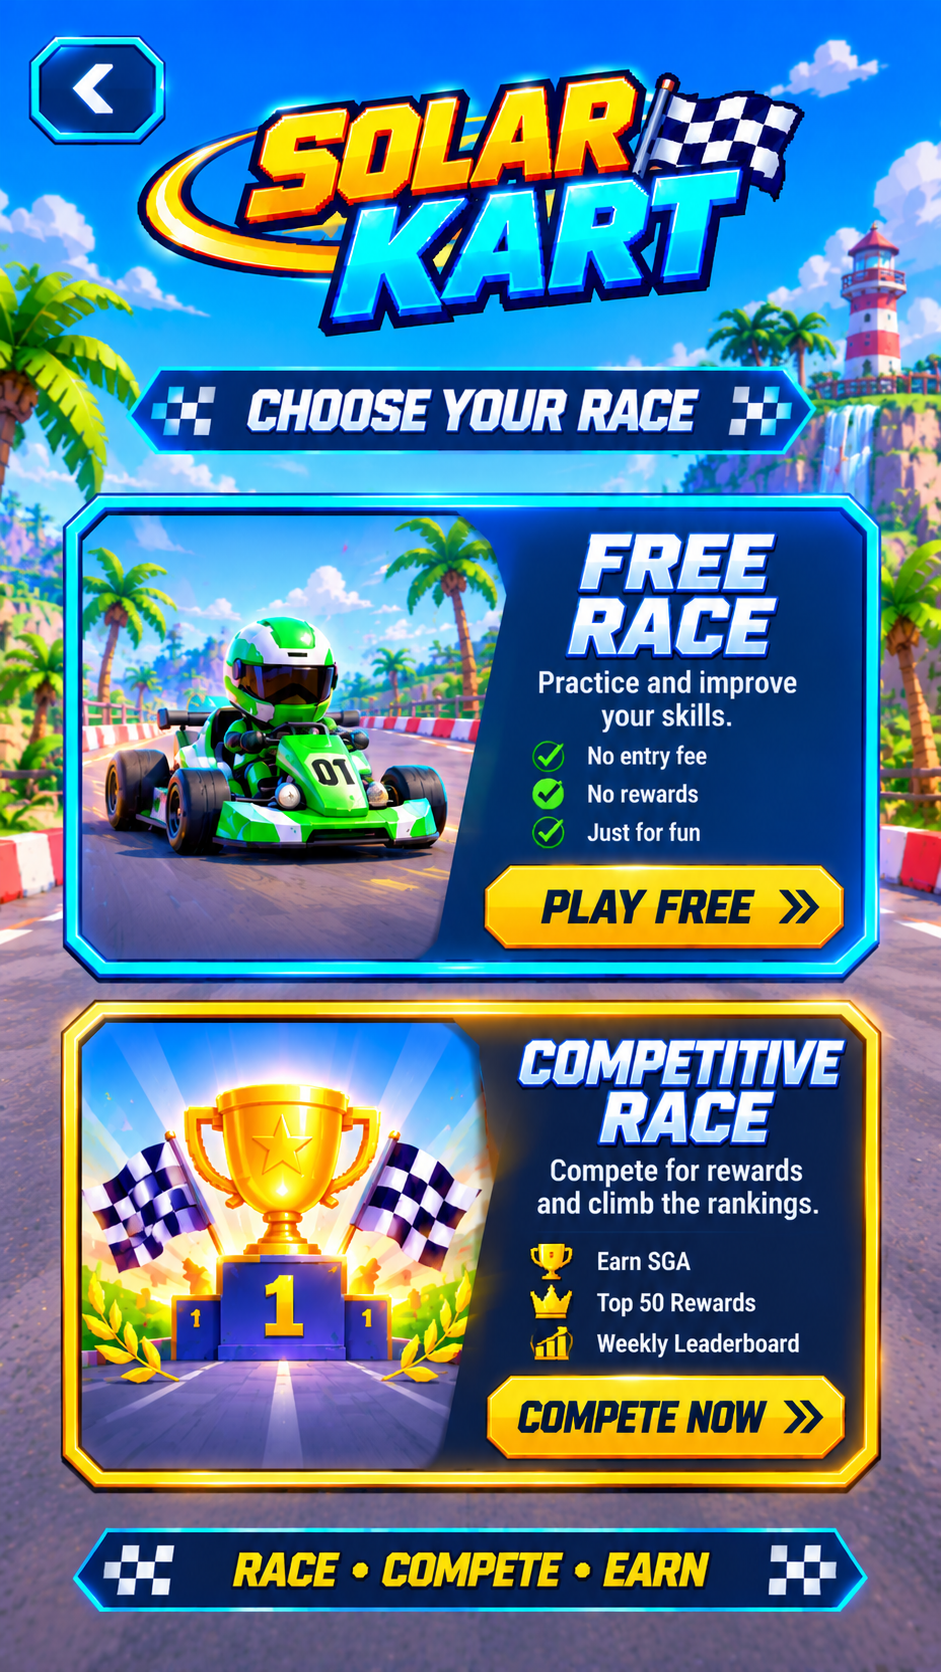 SOLAR
KART
CHOOSE YOUR RACE
FREE
RACE
Practice and improve
your skills.
No entry fee
No rewards
Just for fun
01
PLAY FREE
COMPETITIVE
RACE
Compete for rewards
and climb the rankings.
Earn SGA
Top 50 Rewards
Weekly Leaderboard
1
1
1
COMPETE NOW
RACE • COMPETE • EARN